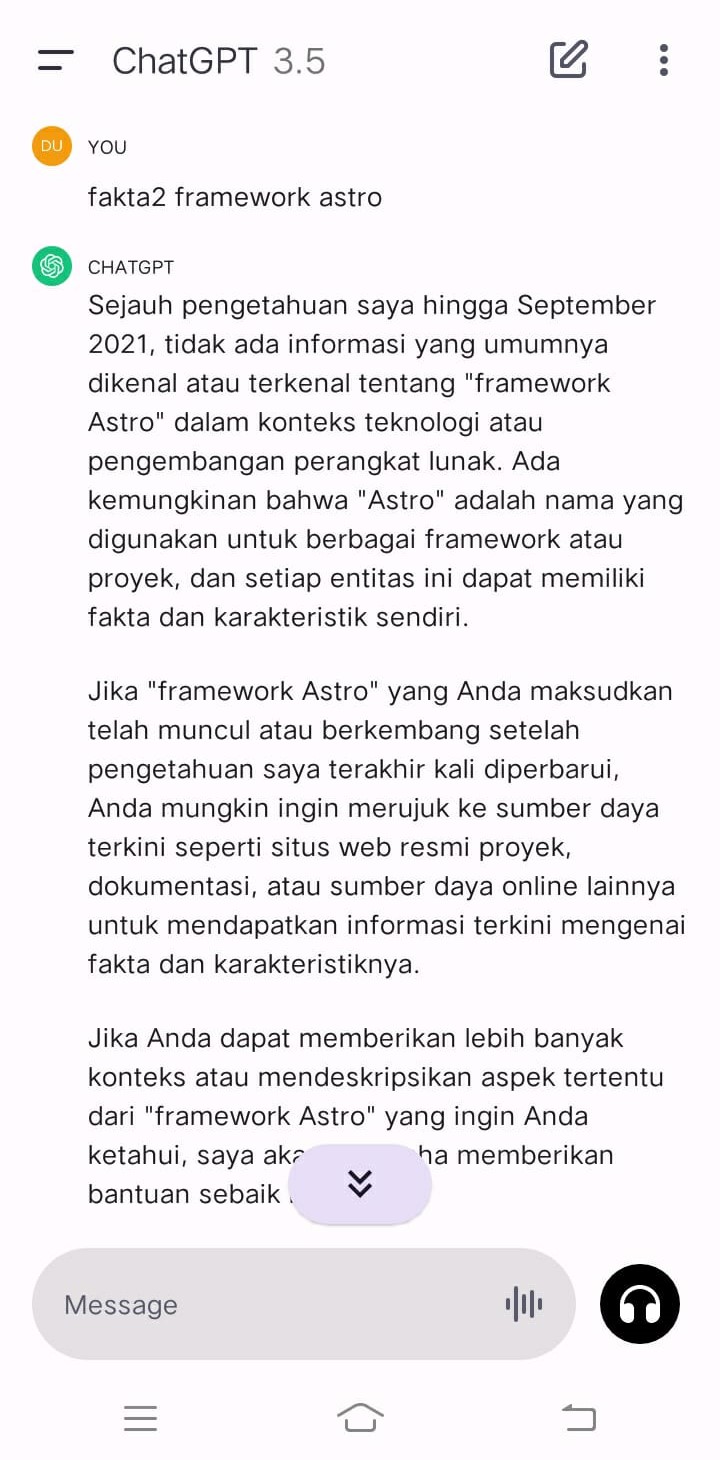 ChatGPT 3.5
DU YOU
fakta2 framework astro
CHATGPT
Sejauh pengetahuan saya hingga September
2021, tidak ada informasi yang umumnya
dikenal atau terkenal tentang "framework
Astro" dalam konteks teknologi atau
pengembangan perangkat lunak. Ada
kemungkinan bahwa "Astro" adalah nama yang
digunakan untuk berbagai framework atau
proyek, dan setiap entitas ini dapat memiliki
fakta dan karakteristik sendiri.
Jika "framework Astro" yang Anda maksudkan
telah muncul atau berkembang setelah
pengetahuan saya terakhir kali diperbarui,
Anda mungkin ingin merujuk ke sumber daya
terkini seperti situs web resmi proyek,
dokumentasi, atau sumber daya online lainnya
untuk mendapatkan informasi terkini mengenai
fakta dan karakteristiknya.
Jika Anda dapat memberikan lebih banyak
konteks atau mendeskripsikan aspek tertentu
dari "framework Astro" yang ingin Anda
ketahui, saya memberikan
bantuan sebaik
Message